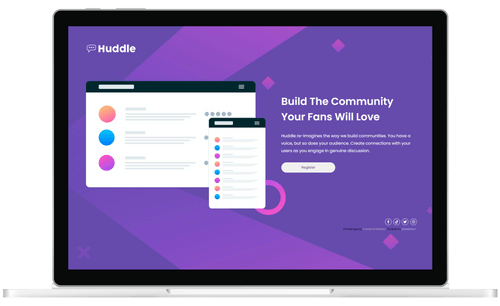 Huddle
Build The Community
Your Fans Will Love
Huddle re-imagines the way we build communities. You have a
voice, but so does your audience. Create connections with your
users as you engage in genuine discussion.
Register